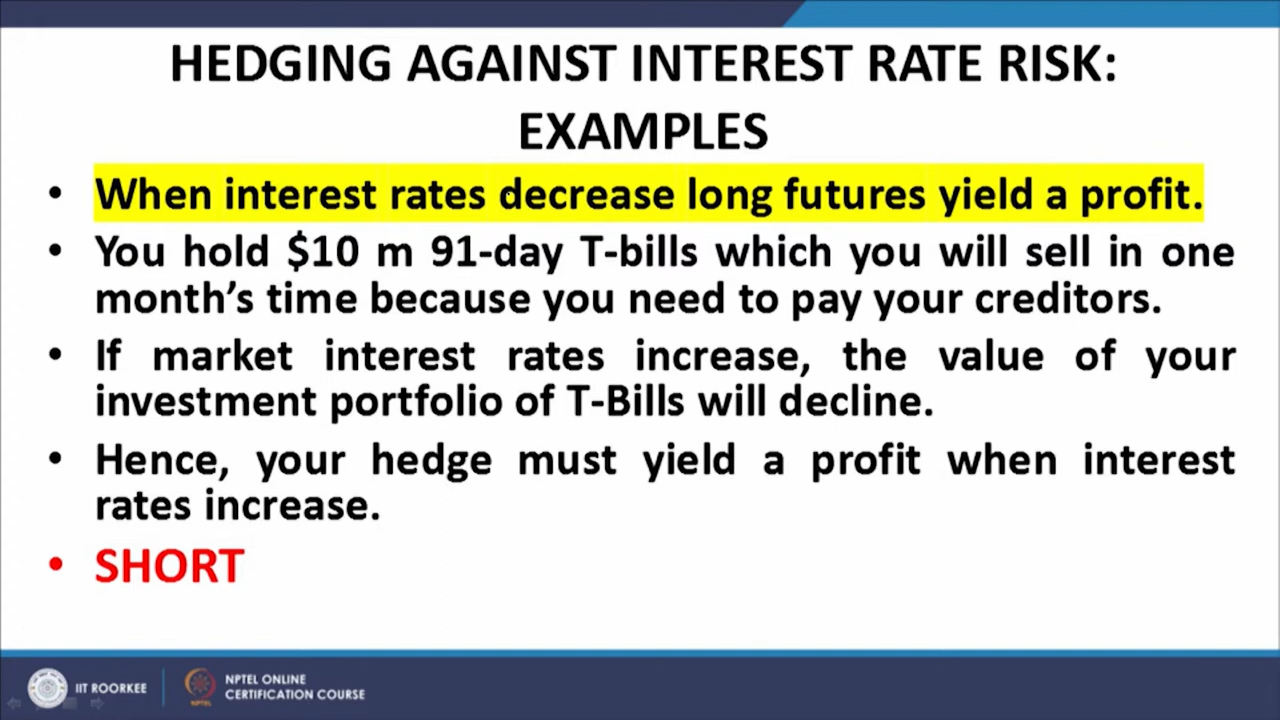 HEDGING AGAINST INTEREST RATE RISK:
EXAMPLES
• When interest rates decrease long futures yield a profit.
• You hold $10 m 91-day T-bills which you will sell in one
month’s time because you need to pay your creditors.
• If market interest rates increase, the value of your
investment portfolio of T-Bills will decline.
• Hence, your hedge must yield a profit when interest
rates increase.
• SHORT
IIT ROORKEE
NPTEL
NPTEL ONLINE
CERTIFICATION COURSE